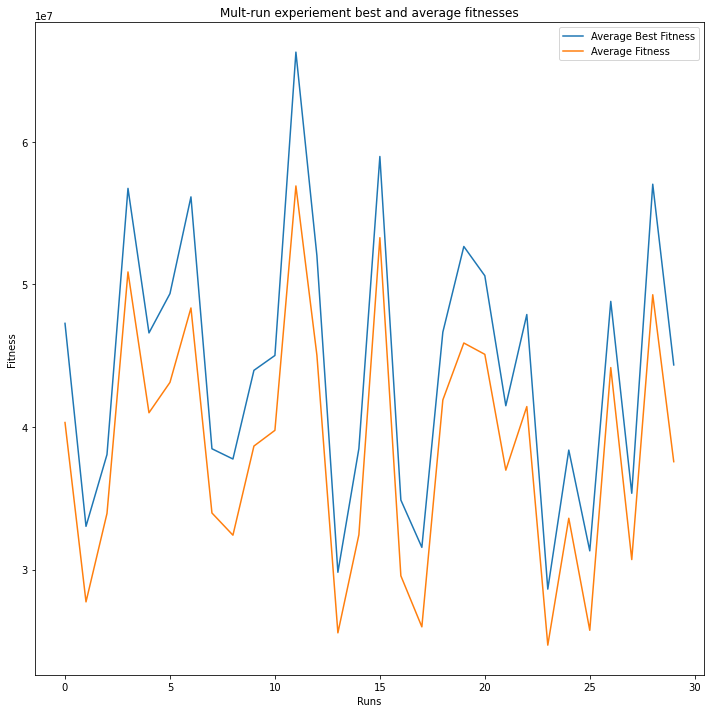 Mult-run experiement best and average fitnesses
1e7
Average Best Fitness
Average Fitness
6
5
4
3
Fitness
0 5 10 15 20 25 30
Runs